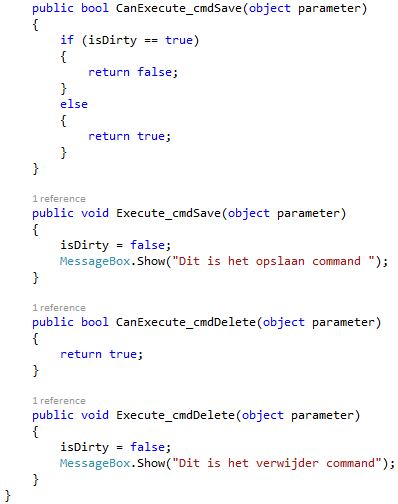 public bool CanExecute_cmdSave(object parameter)
{
if (isDirty == true)
{
return false;
}
else
{
return true;
}
}
1 reference
public void Execute_cmdSave(object parameter)
{
isDirty = false;
MessageBox.Show("Dit is het opslaan command ");
}
1 reference
public bool CanExecute_cmdDelete(object parameter)
{
return true;
}
1 reference
public void Execute_cmdDelete(object parameter)
{
isDirty = false;
MessageBox.Show("Dit is het verwijder command");
}
}